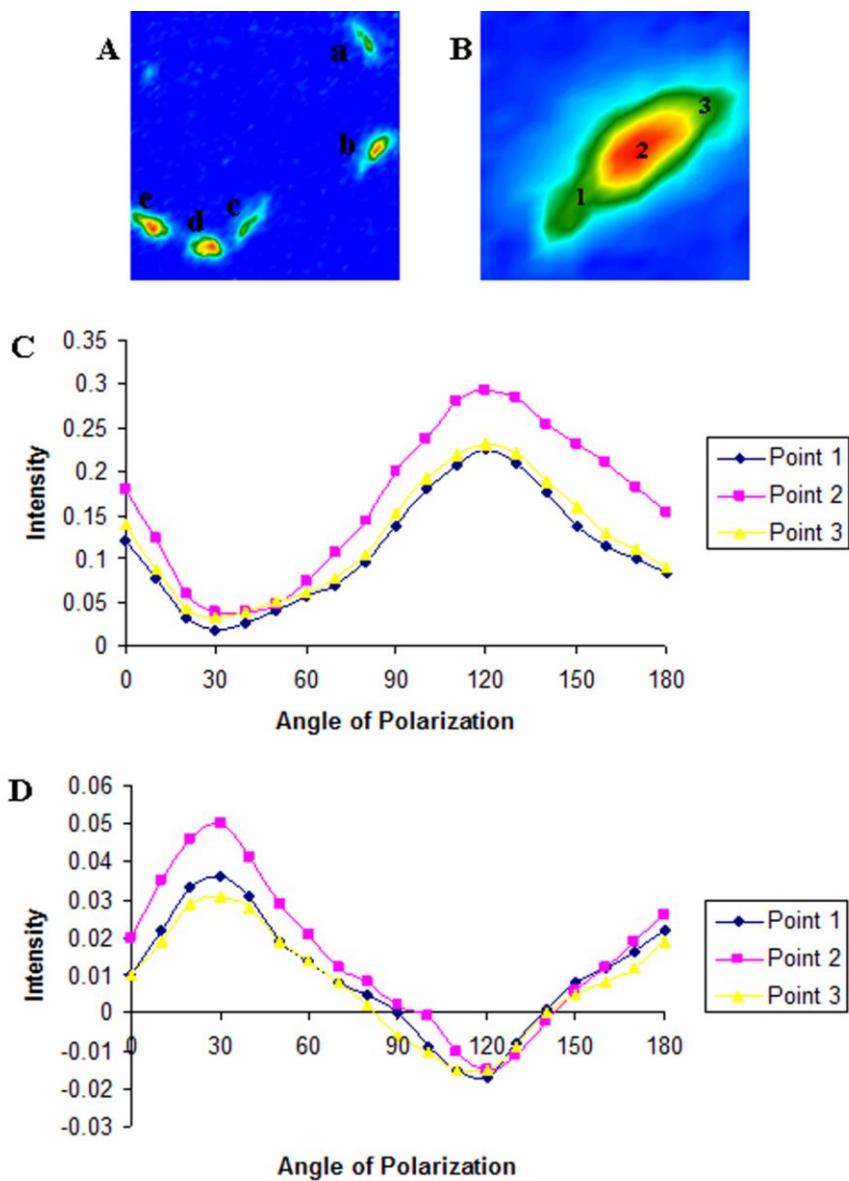 A
a
b
c
d
e
B
1
2
3
C
0.35
0.3
0.25
0.2
0.15
0.1
0.05
0
Intensity
0 30 60 90 120 150 180
Angle of Polarization
Point 1
Point 2
Point 3
D
0.06
0.05
0.04
0.03
0.02
0.01
0
-0.01
-0.02
-0.03
Intensity
0 30 60 90 120 150 180
Angle of Polarization
Point 1
Point 2
Point 3